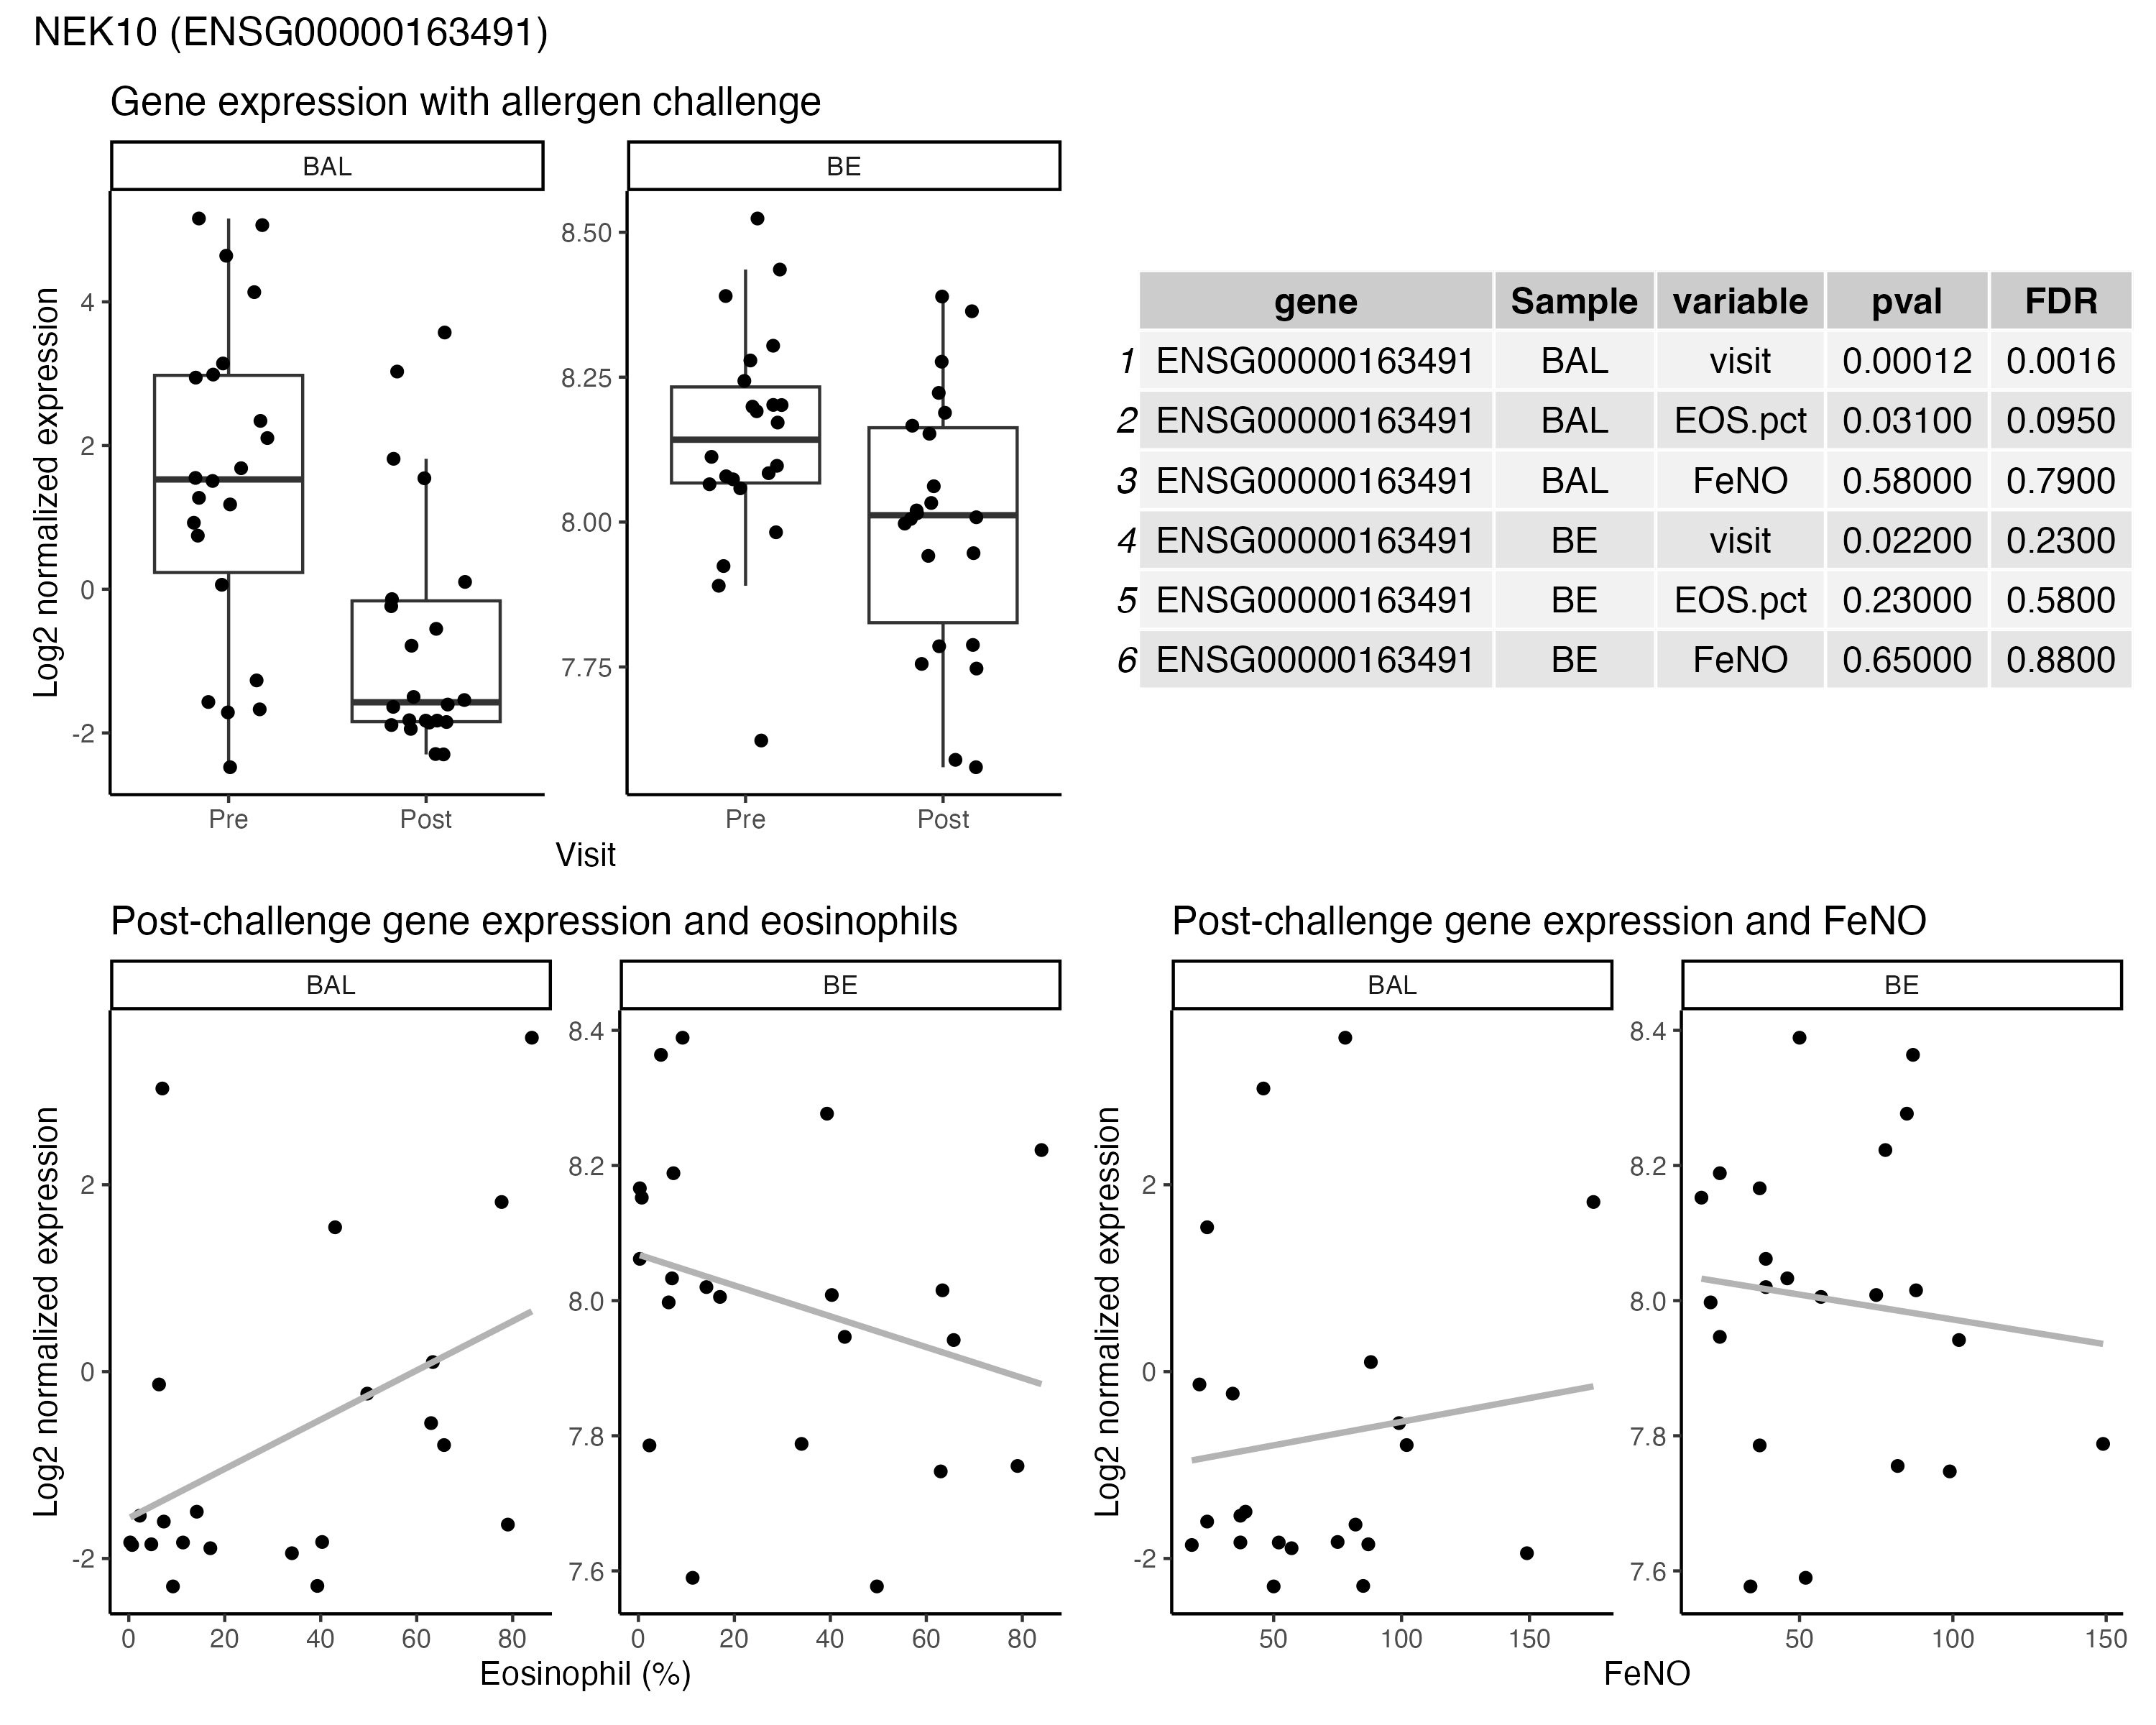 NEK10 (ENSG00000163491)
Gene expression with allergen challenge
BAL
BE
Log2 normalized expression
4
2
0
-2
8.50
8.25
8.00
7.75
Pre
Post
Pre
Post
Visit
gene Sample variable pval FDR
1 ENSG00000163491 BAL visit 0.00012 0.0016
2 ENSG00000163491 BAL EOS.pct 0.03100 0.0950
3 ENSG00000163491 BAL FeNO 0.58000 0.7900
4 ENSG00000163491 BE visit 0.02200 0.2300
5 ENSG00000163491 BE EOS.pct 0.23000 0.5800
6 ENSG00000163491 BE FeNO 0.65000 0.8800
Post-challenge gene expression and eosinophils
BAL
BE
Log2 normalized expression
2
0
-2
8.4
8.2
8.0
7.8
7.6
0 20 40 60 80
0 20 40 60 80
Eosinophil (%)
Post-challenge gene expression and FeNO
BAL
BE
Log2 normalized expression
2
0
-2
8.4
8.2
8.0
7.8
7.6
50 100 150
50 100 150
FeNO